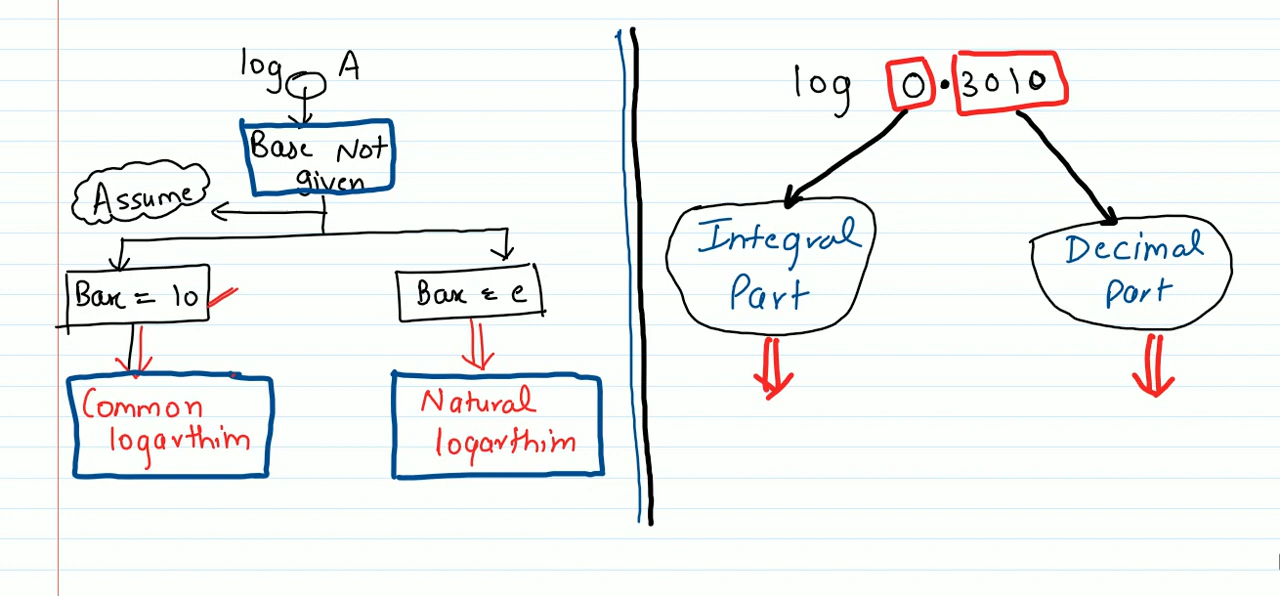 log A
Base Not
given
Assume
Base = 10
Base = e
Common
logarthim
Natural
logarthim
log 0.3010
Integral
Part
Decimal
Part